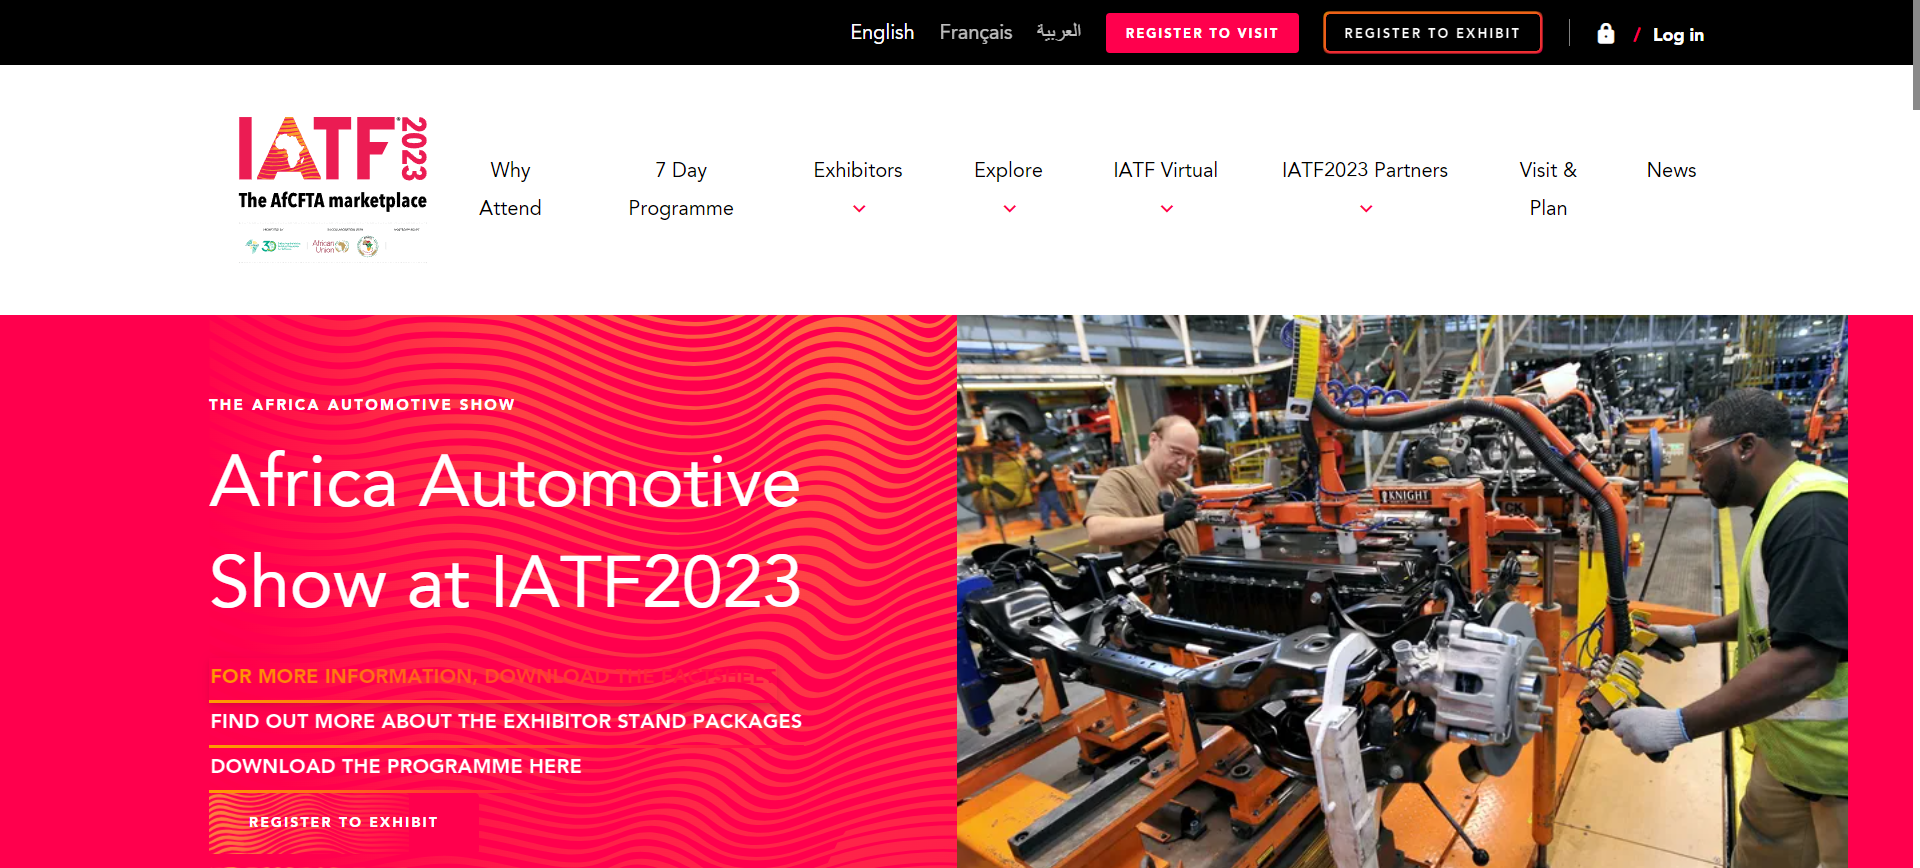 English Français العربية REGISTER TO VISIT REGISTER TO EXHIBIT / Log in
IATF 2023
The AfCFTA marketplace
African
Union
Why
Attend
7 Day
Programme
Exhibitors
Explore
IATF Virtual
IATF2023 Partners
Visit &
Plan
News
THE AFRICA AUTOMOTIVE SHOW
Africa Automotive
Show at IATF2023
FOR MORE INFORMATION, DOWNLOAD THE FACTSHEET
FIND OUT MORE ABOUT THE EXHIBITOR STAND PACKAGES
DOWNLOAD THE PROGRAMME HERE
REGISTER TO EXHIBIT
KNIGHT